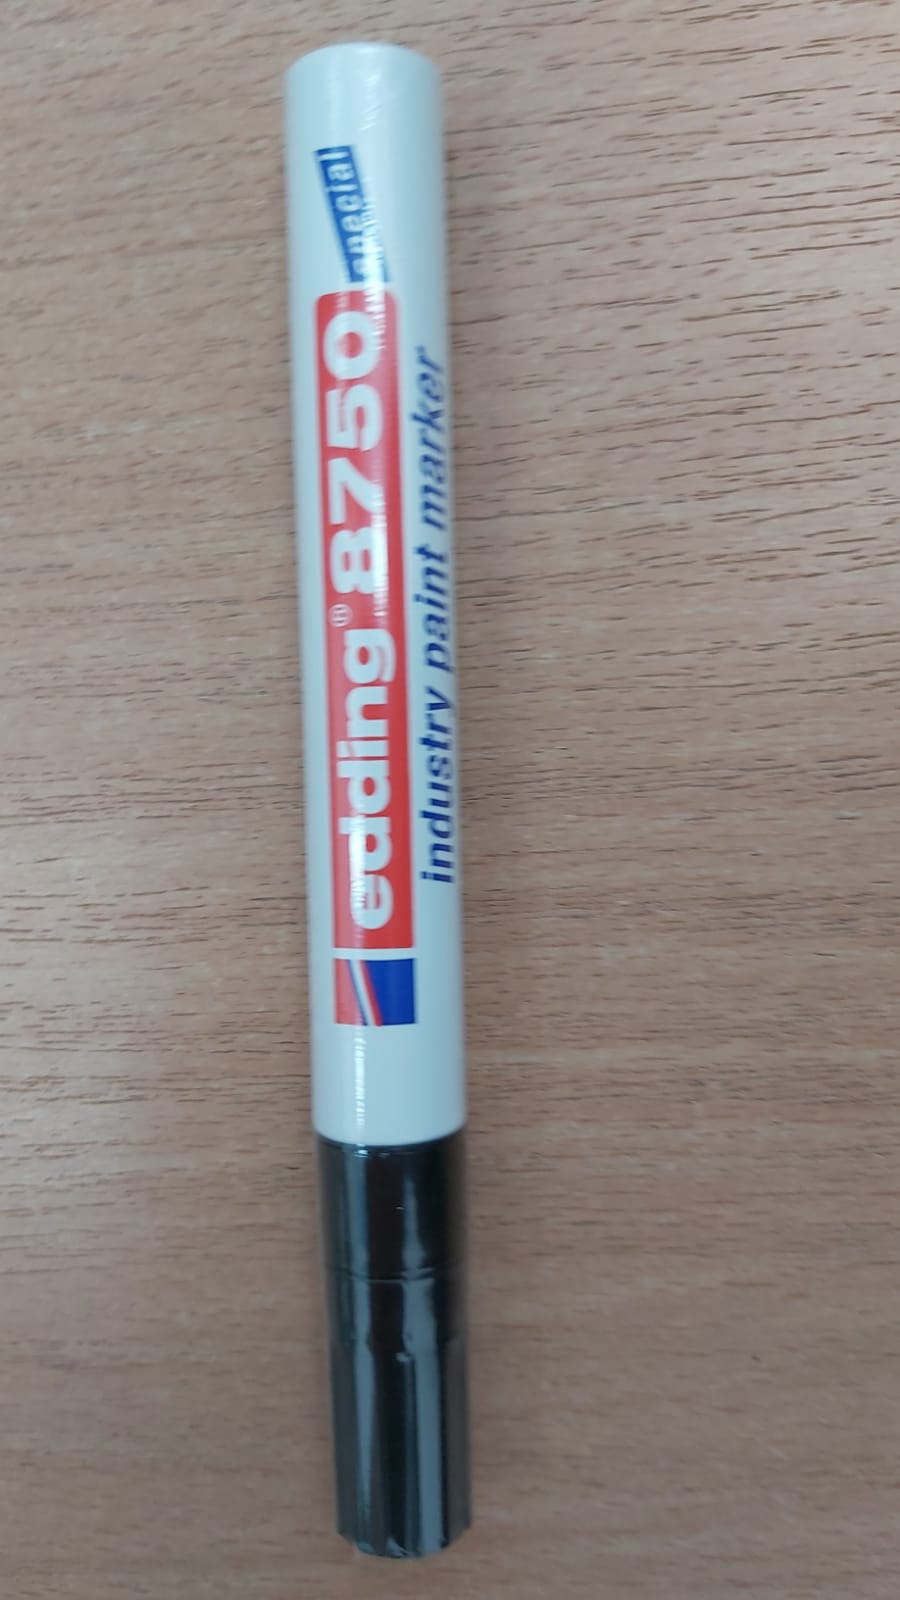 edding® 8750
special
industry paint marker